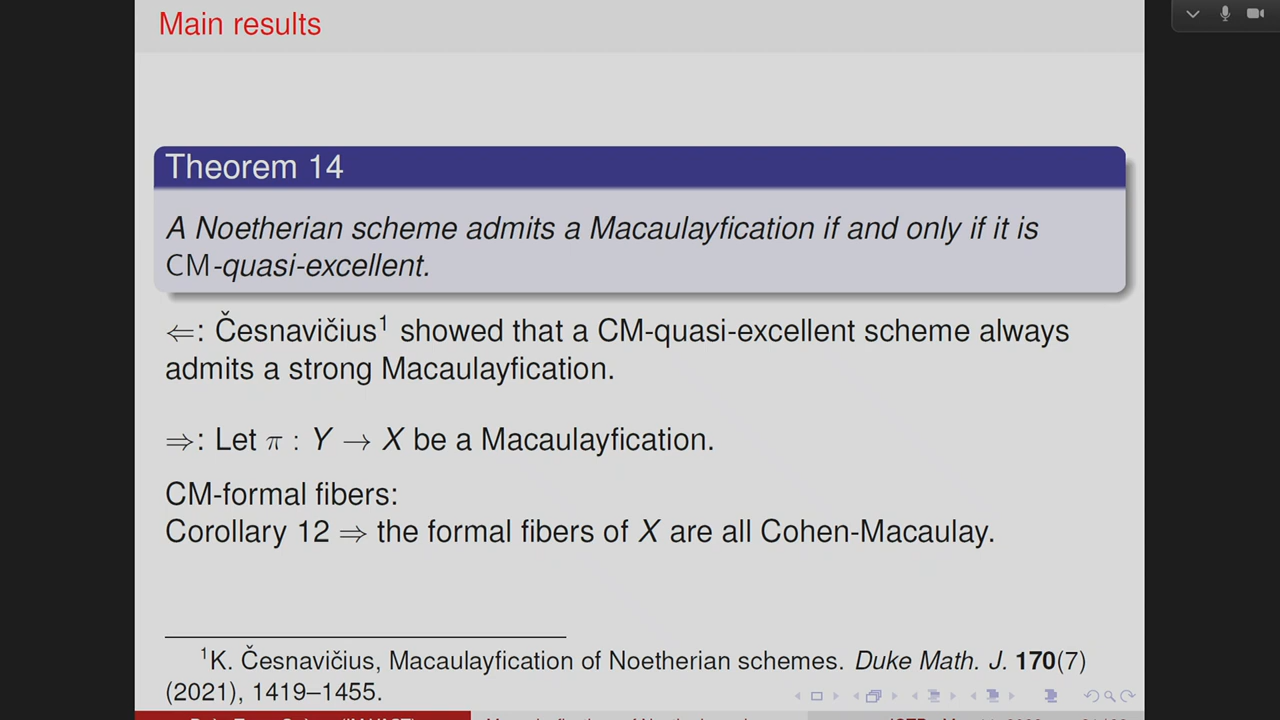 Main results
Theorem 14
A Noetherian scheme admits a Macaulayfication if and only if it is
CM-quasi-excellent.
⇐: Česnavičius¹ showed that a CM-quasi-excellent scheme always
admits a strong Macaulayfication.
⇒: Let π : Y → X be a Macaulayfication.
CM-formal fibers:
Corollary 12 ⇒ the formal fibers of X are all Cohen-Macaulay.
¹K. Česnavičius, Macaulayfication of Noetherian schemes. Duke Math. J. 170(7)
(2021), 1419–1455.